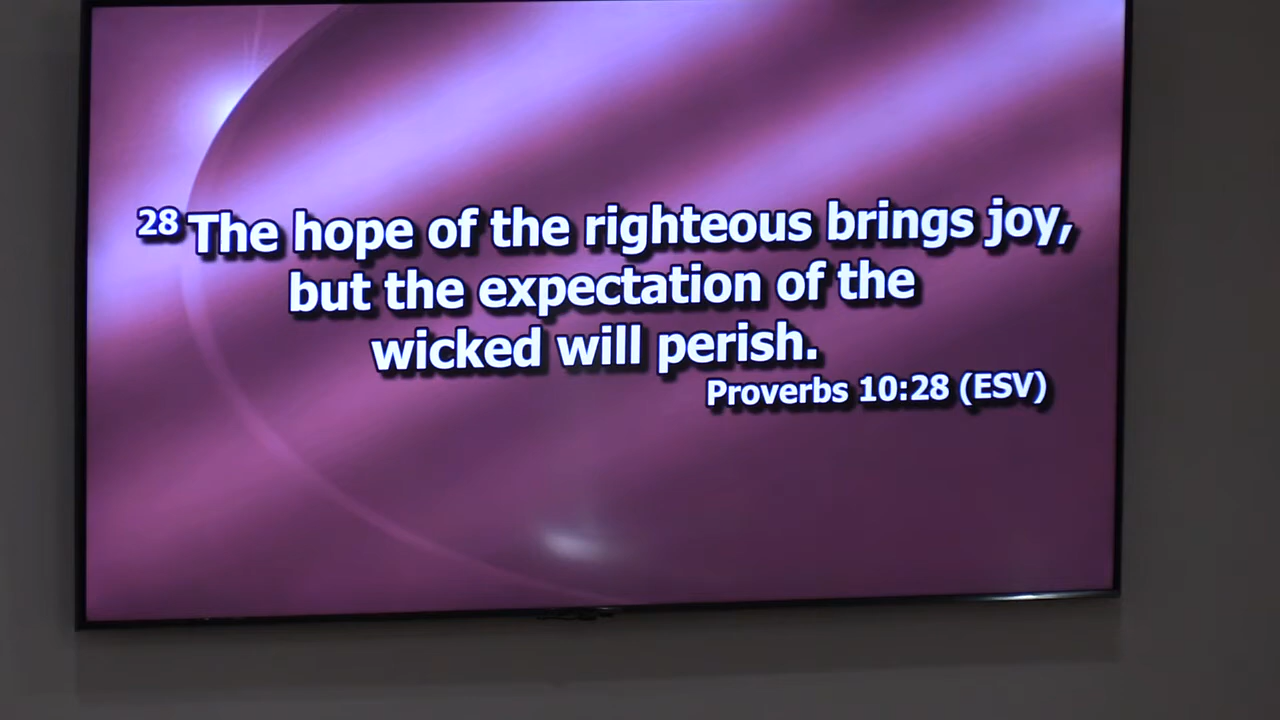 28 The hope of the righteous brings joy,
but the expectation of the
wicked will perish.
Proverbs 10:28 (ESV)